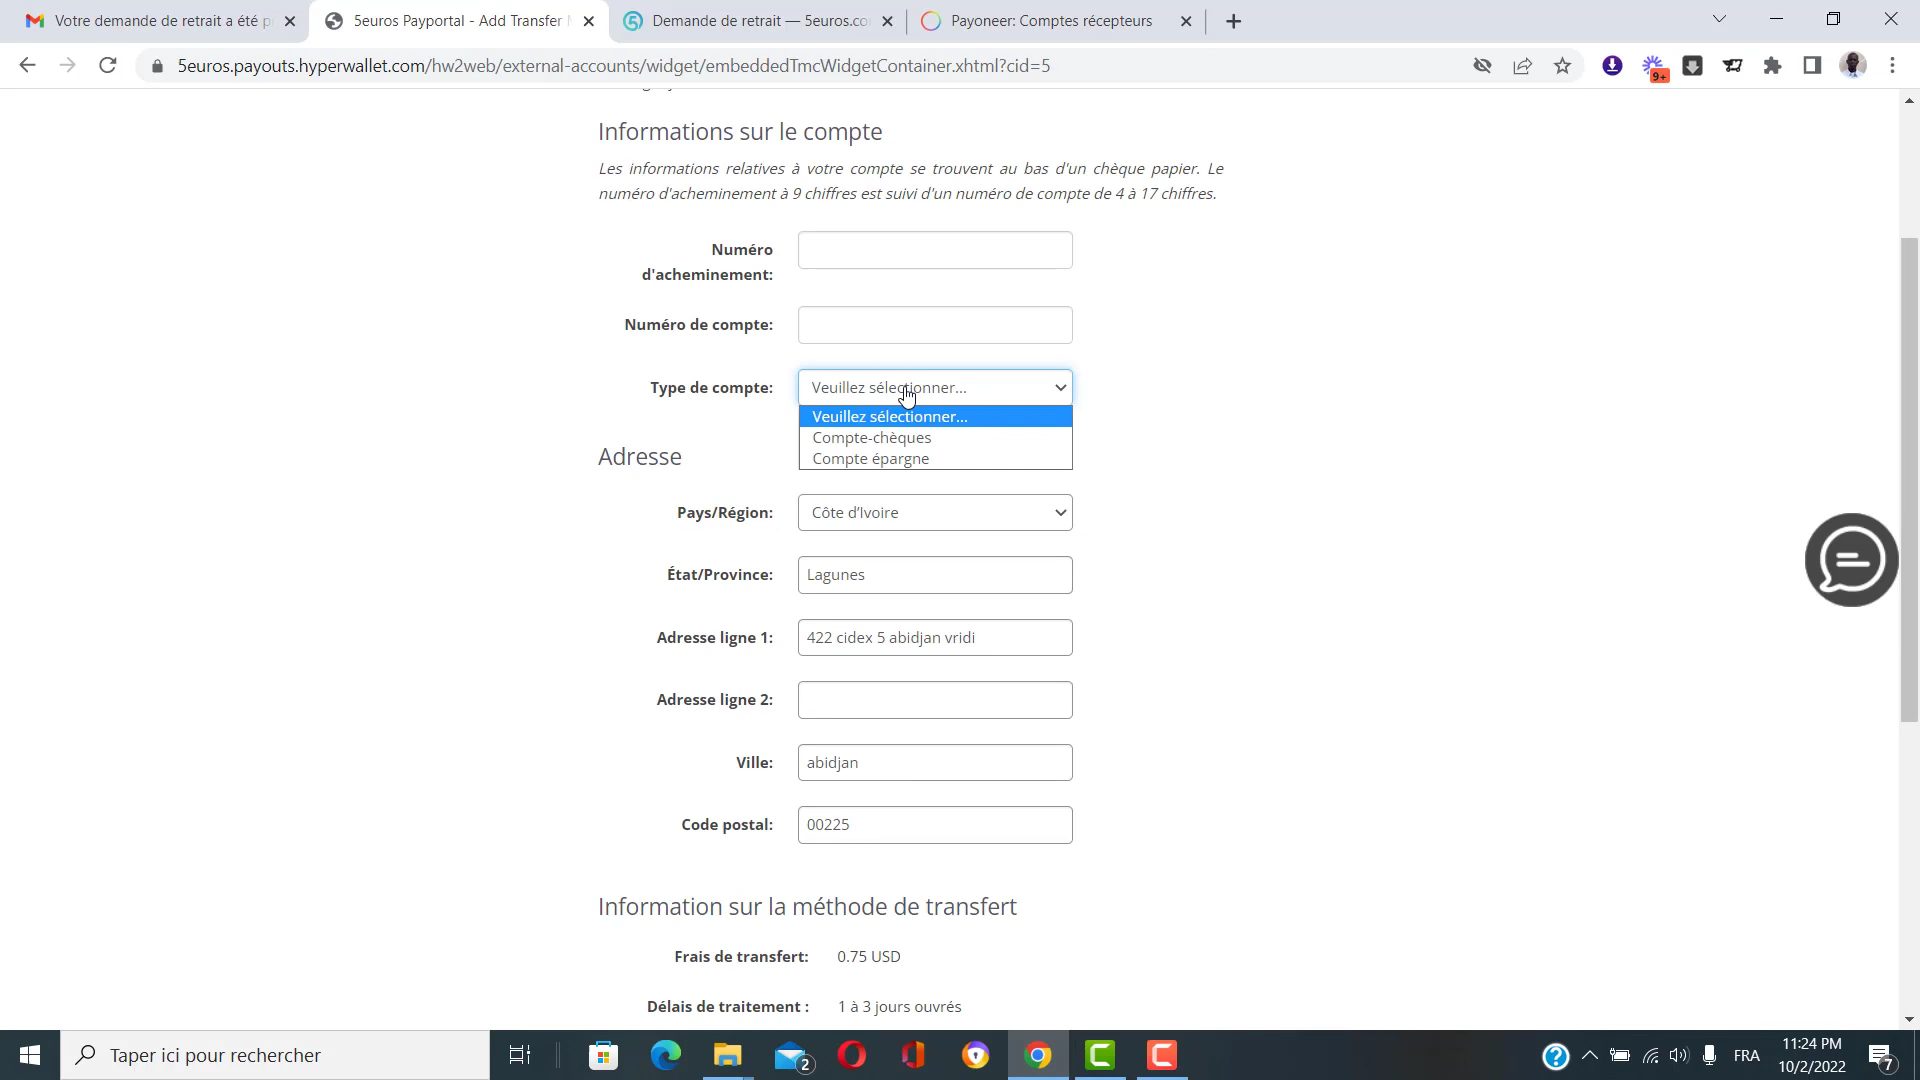 Votre demande de retrait a été p
5euros Payportal - Add Transfer
Demande de retrait — 5euros.co
Payoneer: Comptes récepteurs
5euros.payouts.hyperwallet.com/hw2web/external-accounts/widget/embeddedTmcWidgetContainer.xhtml?cid=5
9+
Informations sur le compte
Les informations relatives à votre compte se trouvent au bas d'un chèque papier. Le
numéro d'acheminement à 9 chiffres est suivi d'un numéro de compte de 4 à 17 chiffres.
Numéro
d'acheminement:
Numéro de compte:
Type de compte: Veuillez sélectionner...
Veuillez sélectionner...
Compte-chèques
Compte épargne
Adresse
Pays/Région: Côte d'Ivoire
État/Province: Lagunes
Adresse ligne 1: 422 cidex 5 abidjan vridi
Adresse ligne 2:
Ville: abidjan
Code postal: 00225
Information sur la méthode de transfert
Frais de transfert: 0.75 USD
Délais de traitement : 1 à 3 jours ouvrés
Taper ici pour rechercher
2
FRA
11:24 PM
10/2/2022
7